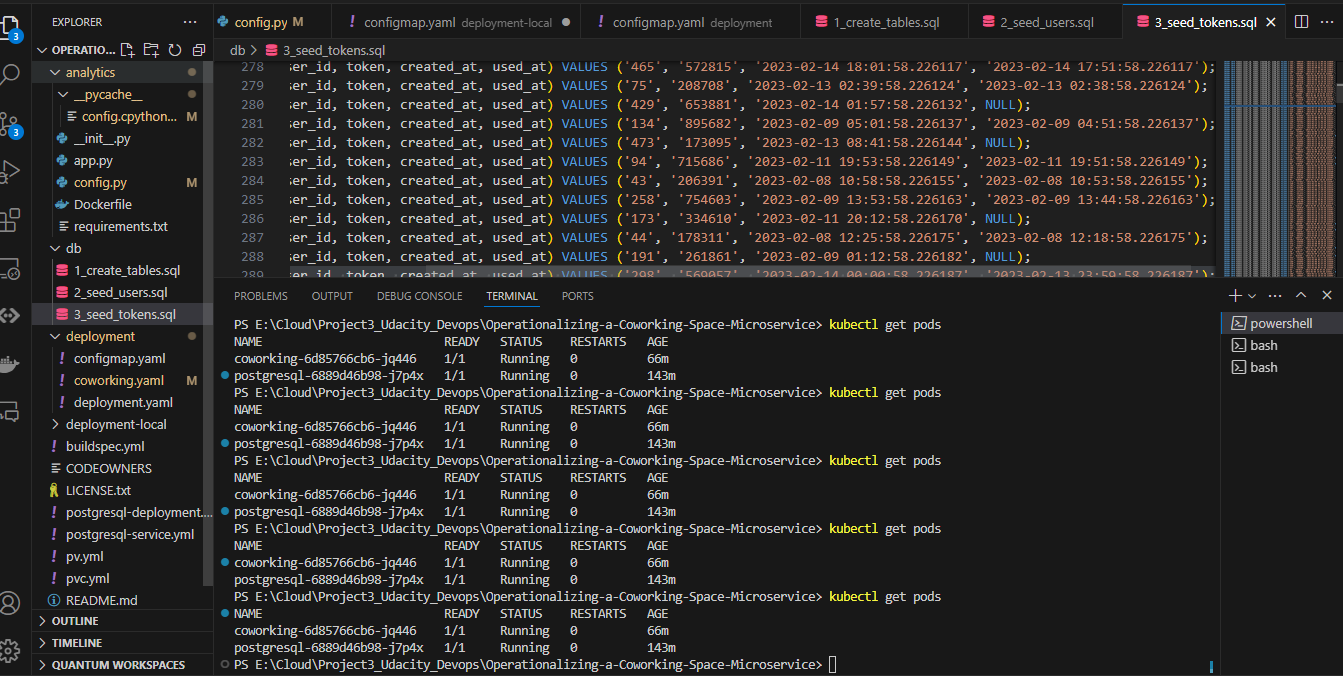 EXPLORER ···
config.py M
! configmap.yaml deployment-local ●
! configmap.yaml deployment
1_create_tables.sql
2_seed_users.sql
3_seed_tokens.sql ×
···
3
OPERATIO...
db > 3_seed_tokens.sql
analytics
__pycache__
config.cpython... M
__init__.py
app.py
config.py M
Dockerfile
requirements.txt
db
1_create_tables.sql
2_seed_users.sql
3_seed_tokens.sql
deployment
! configmap.yaml
! coworking.yaml M
! deployment.yaml
deployment-local
! buildspec.yml
CODEOWNERS
LICENSE.txt
! postgresql-deployment....
! postgresql-service.yml
! pv.yml
! pvc.yml
README.md
OUTLINE
TIMELINE
QUANTUM WORKSPACES
3
278 ser_id, token, created_at, used_at) VALUES ('465', '572815', '2023-02-14 18:01:58.226117', '2023-02-14 17:51:58.226117');
279 ser_id, token, created_at, used_at) VALUES ('75', '208708', '2023-02-13 02:39:58.226124', '2023-02-13 02:38:58.226124');
280 ser_id, token, created_at, used_at) VALUES ('429', '653881', '2023-02-14 01:57:58.226132', NULL);
281 ser_id, token, created_at, used_at) VALUES ('134', '895682', '2023-02-09 05:01:58.226137', '2023-02-09 04:51:58.226137');
282 ser_id, token, created_at, used_at) VALUES ('473', '173095', '2023-02-13 08:41:58.226144', NULL);
283 ser_id, token, created_at, used_at) VALUES ('94', '715686', '2023-02-11 19:53:58.226149', '2023-02-11 19:51:58.226149');
284 ser_id, token, created_at, used_at) VALUES ('43', '206391', '2023-02-08 10:58:58.226155', '2023-02-08 10:53:58.226155');
285 ser_id, token, created_at, used_at) VALUES ('258', '754603', '2023-02-09 13:53:58.226163', '2023-02-09 13:44:58.226163');
286 ser_id, token, created_at, used_at) VALUES ('173', '334610', '2023-02-11 20:12:58.226170', NULL);
287 ser_id, token, created_at, used_at) VALUES ('44', '178311', '2023-02-08 12:25:58.226175', '2023-02-08 12:18:58.226175');
288 ser_id, token, created_at, used_at) VALUES ('191', '261861', '2023-02-09 01:12:58.226182', NULL);
289 ser_id, token, created_at, used_at) VALUES ('298', '569057', '2023-02-14 00:00:58.226187', '2023-02-13 23:59:58.226187');
PROBLEMS OUTPUT DEBUG CONSOLE TERMINAL PORTS
PS E:\Cloud\Project3_Udacity_Devops\Operationalizing-a-Coworking-Space-Microservice> kubectl get pods
NAME READY STATUS RESTARTS AGE
coworking-6d85766cb6-jq446 1/1 Running 0 66m
postgresql-6889d46b98-j7p4x 1/1 Running 0 143m
PS E:\Cloud\Project3_Udacity_Devops\Operationalizing-a-Coworking-Space-Microservice> kubectl get pods
NAME READY STATUS RESTARTS AGE
coworking-6d85766cb6-jq446 1/1 Running 0 66m
postgresql-6889d46b98-j7p4x 1/1 Running 0 143m
PS E:\Cloud\Project3_Udacity_Devops\Operationalizing-a-Coworking-Space-Microservice> kubectl get pods
NAME READY STATUS RESTARTS AGE
coworking-6d85766cb6-jq446 1/1 Running 0 66m
postgresql-6889d46b98-j7p4x 1/1 Running 0 143m
PS E:\Cloud\Project3_Udacity_Devops\Operationalizing-a-Coworking-Space-Microservice> kubectl get pods
NAME READY STATUS RESTARTS AGE
coworking-6d85766cb6-jq446 1/1 Running 0 66m
postgresql-6889d46b98-j7p4x 1/1 Running 0 143m
PS E:\Cloud\Project3_Udacity_Devops\Operationalizing-a-Coworking-Space-Microservice> kubectl get pods
NAME READY STATUS RESTARTS AGE
coworking-6d85766cb6-jq446 1/1 Running 0 66m
postgresql-6889d46b98-j7p4x 1/1 Running 0 143m
PS E:\Cloud\Project3_Udacity_Devops\Operationalizing-a-Coworking-Space-Microservice>
powershell
bash
bash